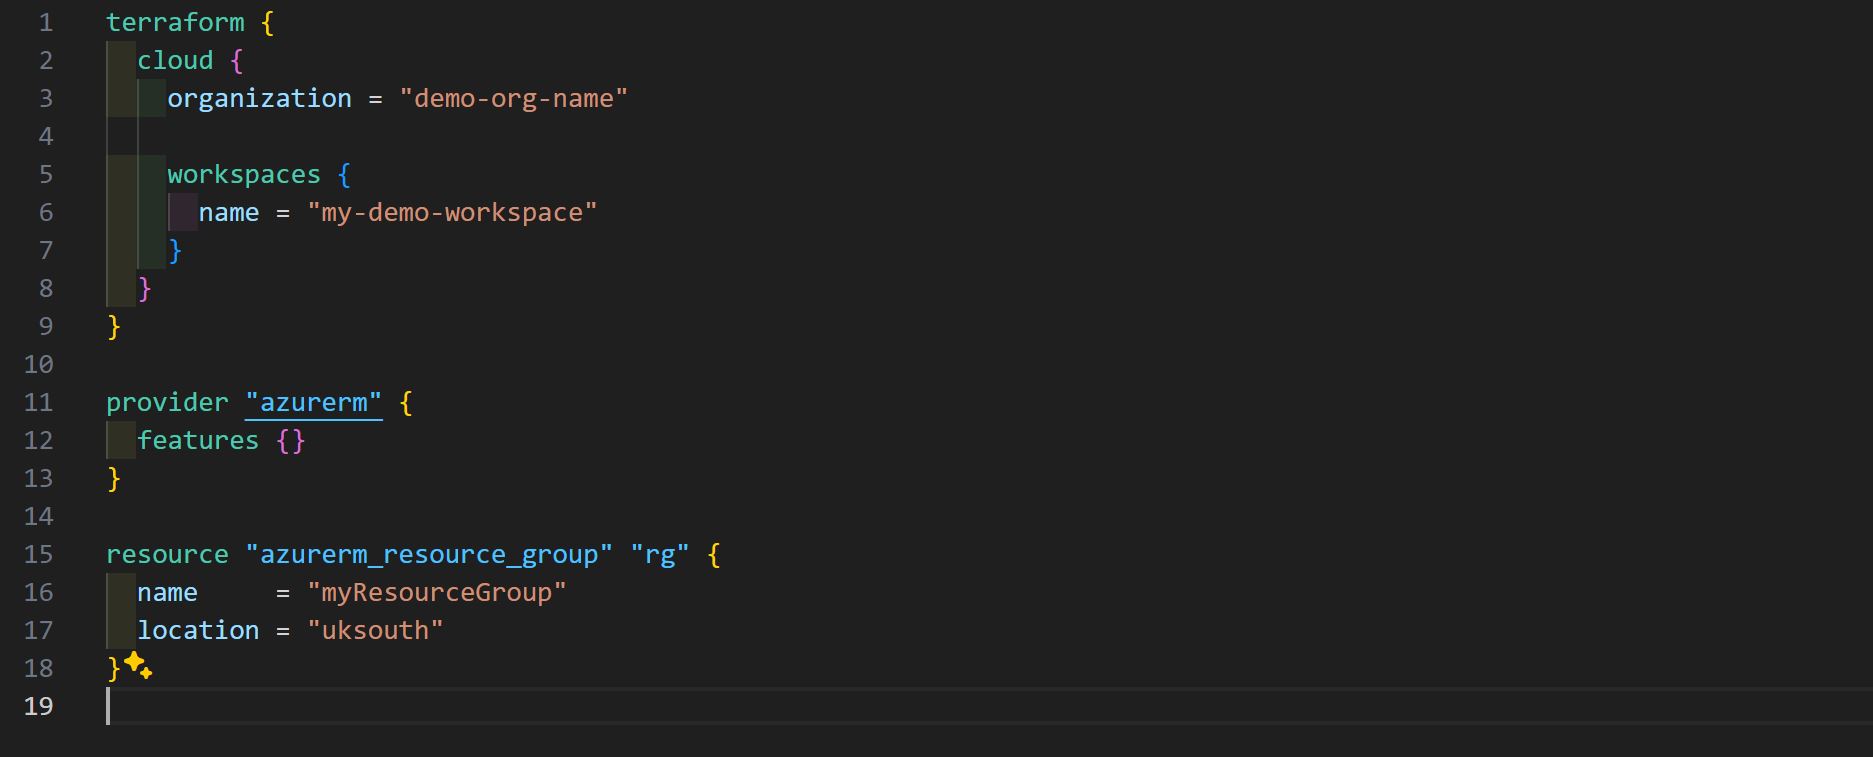 1 terraform {
2   cloud {
3     organization = "demo-org-name"
4
5     workspaces {
6       name = "my-demo-workspace"
7     }
8   }
9 }
10
11 provider "azurerm" {
12   features {}
13 }
14
15 resource "azurerm_resource_group" "rg" {
16   name     = "myResourceGroup"
17   location = "uksouth"
18 }
19